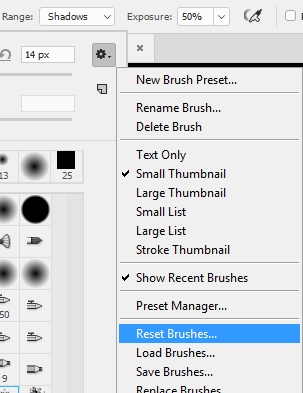 Range: Shadows Exposure: 50%
14 px
New Brush Preset...
Rename Brush...
Delete Brush
Text Only
Small Thumbnail
Large Thumbnail
Small List
Large List
Stroke Thumbnail
Show Recent Brushes
Preset Manager...
Reset Brushes...
Load Brushes...
Save Brushes...
Replace Brushes
13 25
50
9